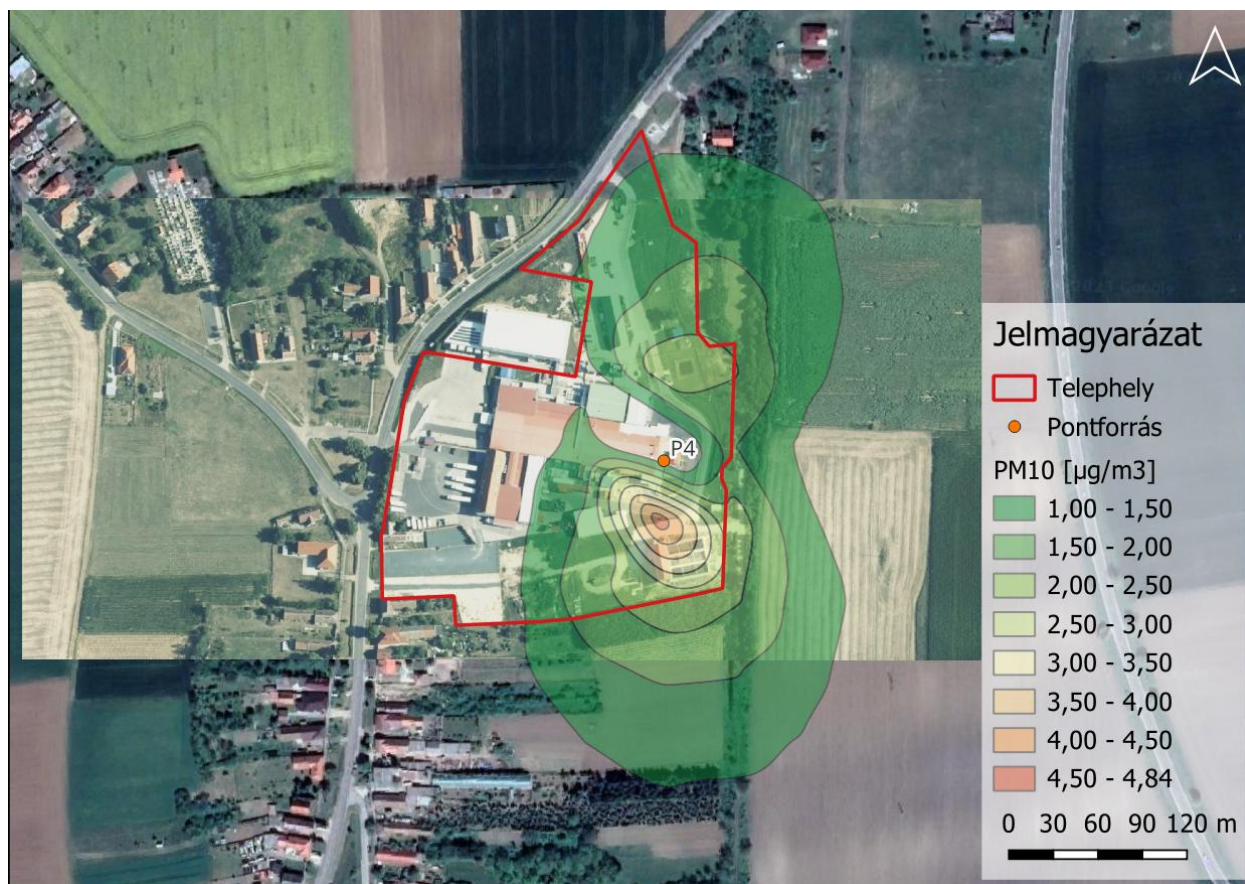 P4
Jelmagyarázat
Telephely
Pontforrás
PM10 [µg/m3]
1,00 - 1,50
1,50 - 2,00
2,00 - 2,50
2,50 - 3,00
3,00 - 3,50
3,50 - 4,00
4,00 - 4,50
4,50 - 4,84
0 30 60 90 120 m